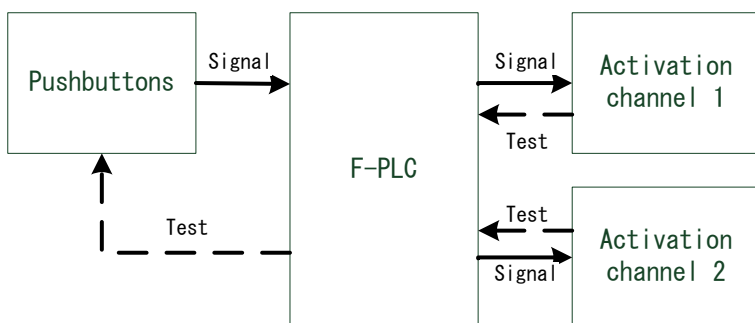 Pushbuttons
Signal
Test
F-PLC
Signal
Test
Activation
channel 1
Test
Signal
Activation
channel 2